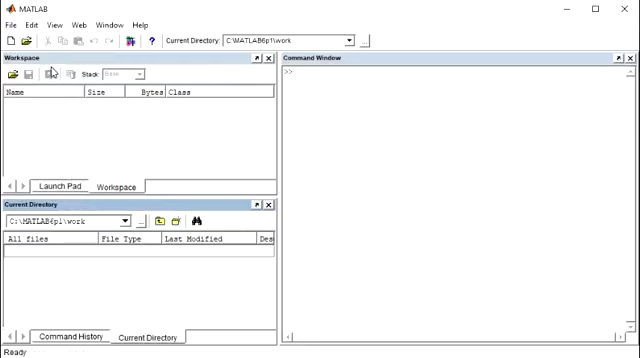 MATLAB
File Edit View Web Window Help
Current Directory: C:\MATLAB6p1\work
Workspace
Stack: Base
Name Size Bytes Class
Launch Pad Workspace
Current Directory
C:\MATLAB6p1\work
All files File Type Last Modified Des
Command History Current Directory
Command Window
>>
Ready